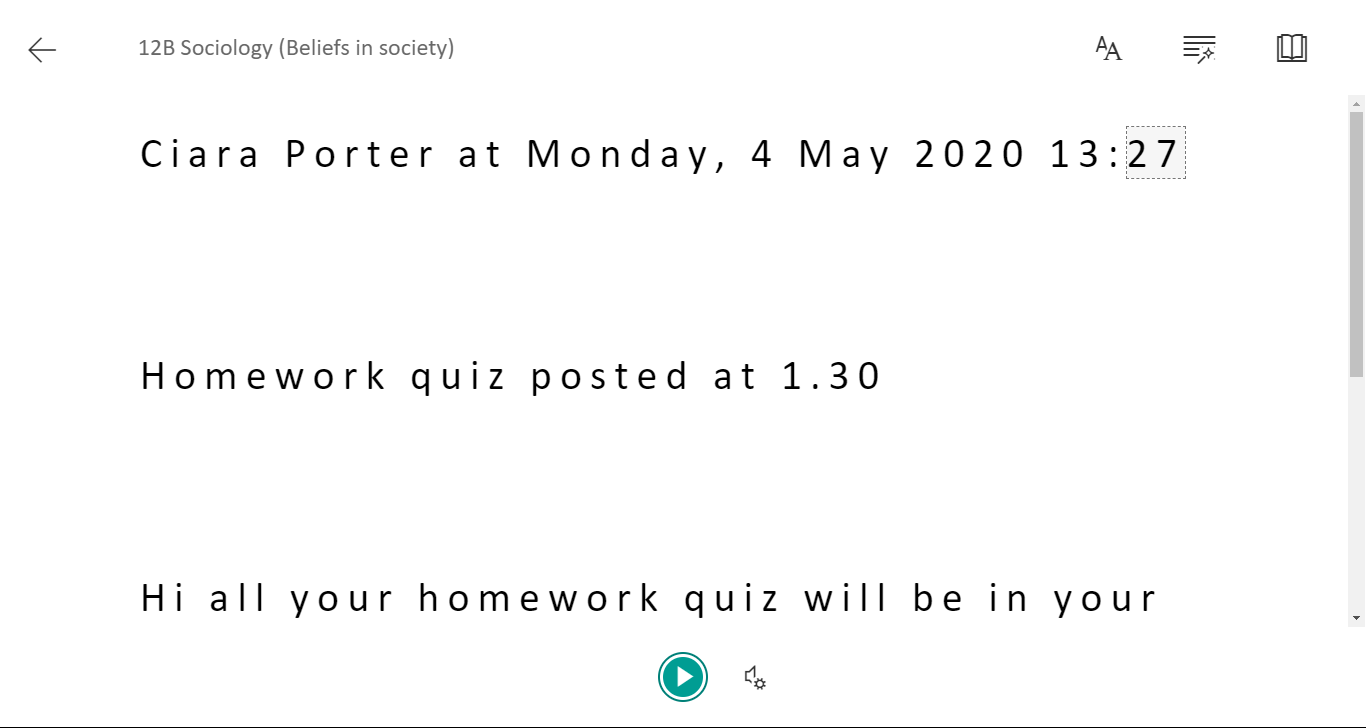 12B Sociology (Beliefs in society)
Ciara Porter at Monday, 4 May 2020 13:27
Homework quiz posted at 1.30
Hi all your homework quiz will be in your